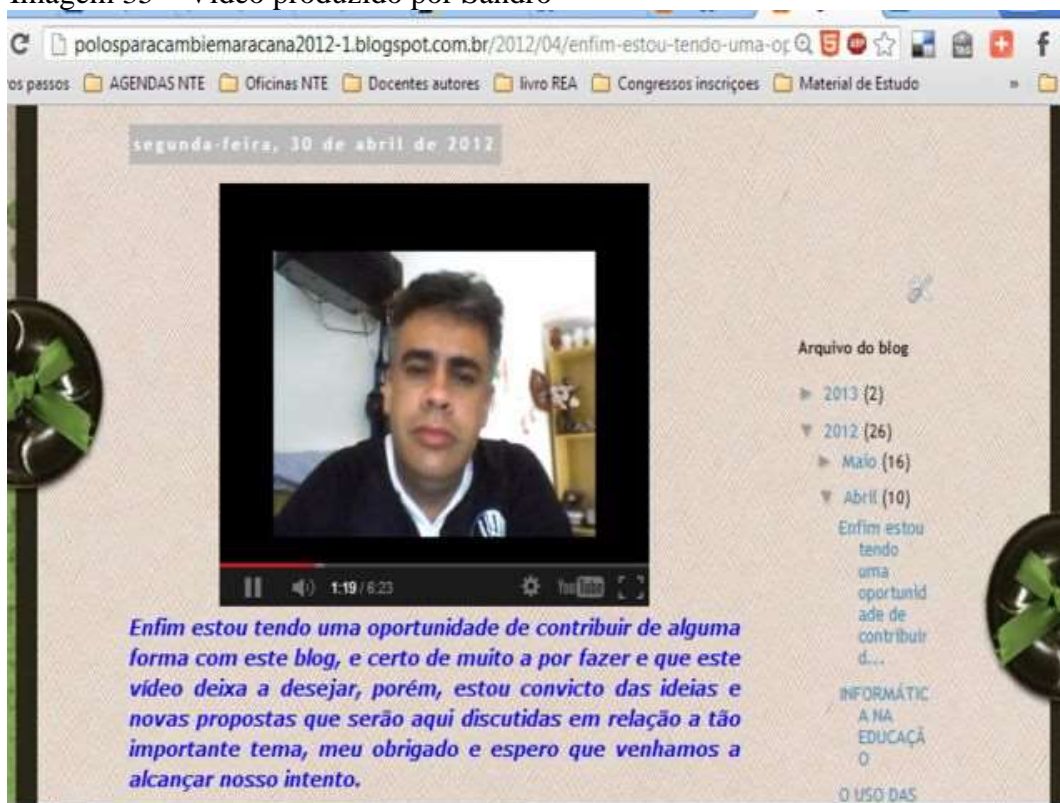 Imagem 33 – Vídeo produzido por Sandro
polosparacambiemaracana2012-1.blogspot.com.br/2012/04/enfim-estou-tendo-uma-op
os passos AGENDAS NTE Oficinas NTE Docentes autores livro REA Congressos inscriçoes Material de Estudo »
segunda-feira, 30 de abril de 2012
1:19 / 6:23 YouTube
Enfim estou tendo uma oportunidade de contribuir de alguma
forma com este blog, e certo de muito a por fazer e que este
vídeo deixa a desejar, porém, estou convicto das ideias e
novas propostas que serão aqui discutidas em relação a tão
importante tema, meu obrigado e espero que venhamos a
alcançar nosso intento.
Arquivo do blog
► 2013 (2)
▼ 2012 (26)
► Maio (16)
▼ Abril (10)
Enfim estou
tendo
uma
oportunid
ade de
contribuir
d...
INFORMÁTIC
A NA
EDUCAÇÃ
O
O USO DAS